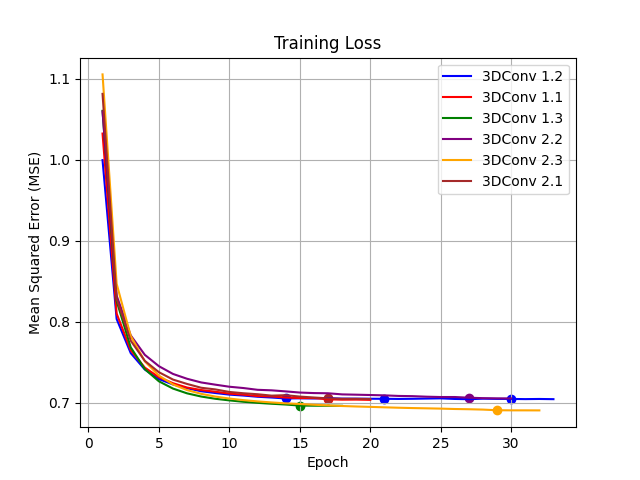 Training Loss
Mean Squared Error (MSE)
1.1
1.0
0.9
0.8
0.7
3DConv 1.2
3DConv 1.1
3DConv 1.3
3DConv 2.2
3DConv 2.3
3DConv 2.1
0 5 10 15 20 25 30
Epoch